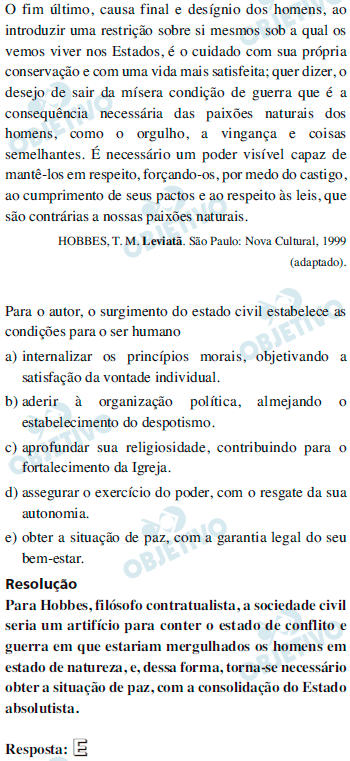 O fim último, causa final e desígnio dos homens, ao
introduzir uma restrição sobre si mesmos sob a qual os
vemos viver nos Estados, é o cuidado com sua própria
conservação e com uma vida mais satisfeita; quer dizer, o
desejo de sair da mísera condição de guerra que é a
consequência necessária das paixões naturais dos
homens, como o orgulho, a vingança e coisas
semelhantes. É necessário um poder visível capaz de
mantê-los em respeito, forçando-os, por medo do castigo,
ao cumprimento de seus pactos e ao respeito às leis, que
são contrárias a nossas paixões naturais.
HOBBES, T. M. Leviatã. São Paulo: Nova Cultural, 1999
(adaptado).
Para o autor, o surgimento do estado civil estabelece as
condições para o ser humano
a) internalizar os princípios morais, objetivando a
satisfação da vontade individual.
b) aderir à organização política, almejando o
estabelecimento do despotismo.
c) aprofundar sua religiosidade, contribuindo para o
fortalecimento da Igreja.
d) assegurar o exercício do poder, com o resgate da sua
autonomia.
e) obter a situação de paz, com a garantia legal do seu
bem-estar.
Resolução
Para Hobbes, filósofo contratualista, a sociedade civil
seria um artifício para conter o estado de conflito e
guerra em que estariam mergulhados os homens em
estado de natureza, e, dessa forma, torna-se necessário
obter a situação de paz, com a consolidação do Estado
absolutista.
Resposta: E